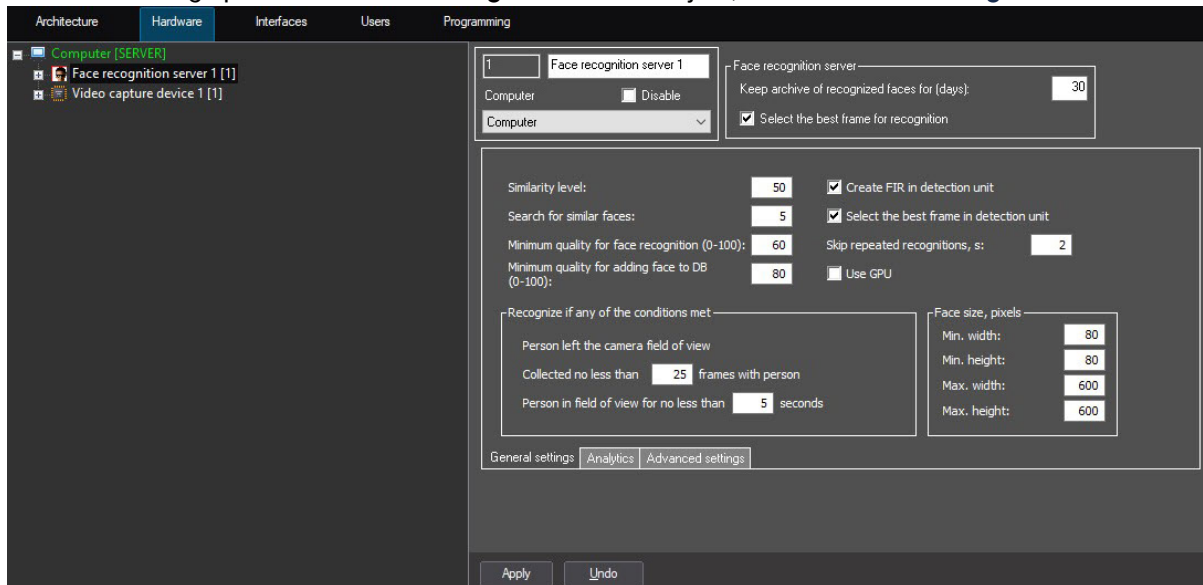 Architecture Hardware Interfaces Users Programming
Computer [SERVER]
Face recognition server 1 [1]
Video capture device 1 [1]
1 Face recognition server 1
Computer Disable
Computer
Face recognition server
Keep archive of recognized faces for (days): 30
Select the best frame for recognition
Similarity level: 50
Search for similar faces: 5
Minimum quality for face recognition (0-100): 60
Minimum quality for adding face to DB
(0-100): 80
Create FIR in detection unit
Select the best frame in detection unit
Skip repeated recognitions, s: 2
Use GPU
Recognize if any of the conditions met
Person left the camera field of view
Collected no less than 25 frames with person
Person in field of view for no less than 5 seconds
Face size, pixels
Min. width: 80
Min. height: 80
Max. width: 600
Max. height: 600
General settings Analytics Advanced settings
Apply Undo